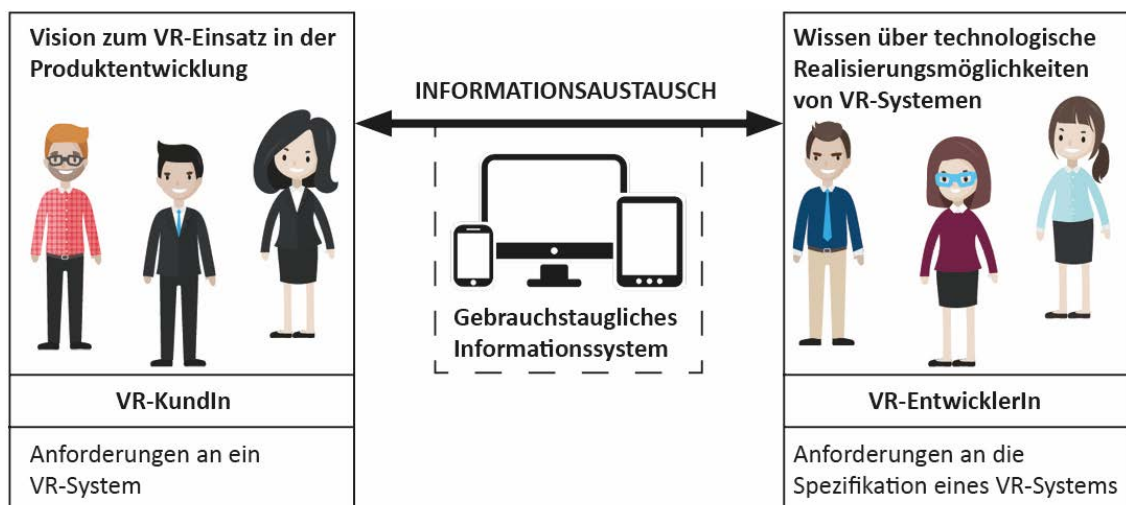 Vision zum VR-Einsatz in der
Produktentwicklung
INFORMATIONSAUSTAUSCH
Gebrauchstaugliches
Informationssystem
Wissen über technologische
Realisierungsmöglichkeiten
von VR-Systemen
VR-KundIn
Anforderungen an ein
VR-System
VR-EntwicklerIn
Anforderungen an die
Spezifikation eines VR-Systems